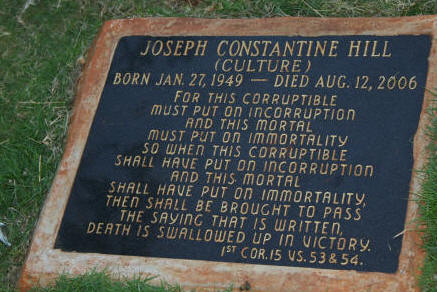 JOSEPH CONSTANTINE HILL
(CULTURE)
BORN JAN. 27, 1949 — DIED AUG. 12, 2006
FOR THIS CORRUPTIBLE
MUST PUT ON INCORRUPTION
AND THIS MORTAL
MUST PUT ON IMMORTALITY
SO WHEN THIS CORRUPTIBLE
SHALL HAVE PUT ON INCORRUPTION
AND THIS MORTAL
SHALL HAVE PUT ON IMMORTALITY,
THEN SHALL BE BROUGHT TO PASS
THE SAYING THAT IS WRITTEN,
DEATH IS SWALLOWED UP IN VICTORY.
1ST COR.15 VS.53 & 54.